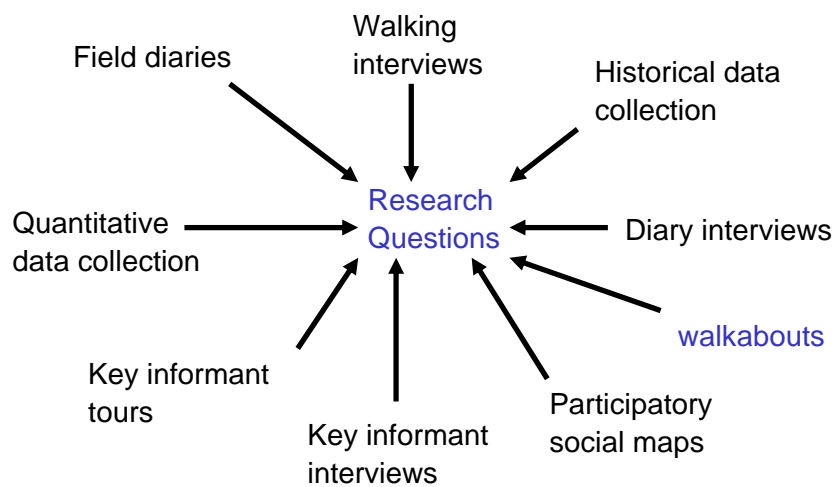 Field diaries
Walking
interviews
Historical data
collection
Research
Questions
Quantitative
data collection
Diary interviews
walkabouts
Key informant
tours
Key informant
interviews
Participatory
social maps